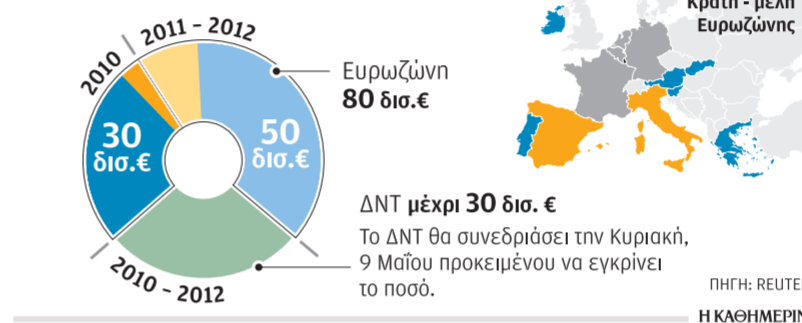 Κράτη - μέλη
Ευρωζώνης
2010
2011 - 2012
Ευρωζώνη
80 δισ.€
30
δισ.€
50
δισ.€
ΔΝΤ μέχρι 30 δισ. €
Το ΔΝΤ θα συνεδριάσει την Κυριακή,
9 Μαΐου προκειμένου να εγκρίνει
το ποσό.
2010 - 2012
ΠΗΓΗ: REUTE
Η ΚΑΘΗΜΕΡΙΝ